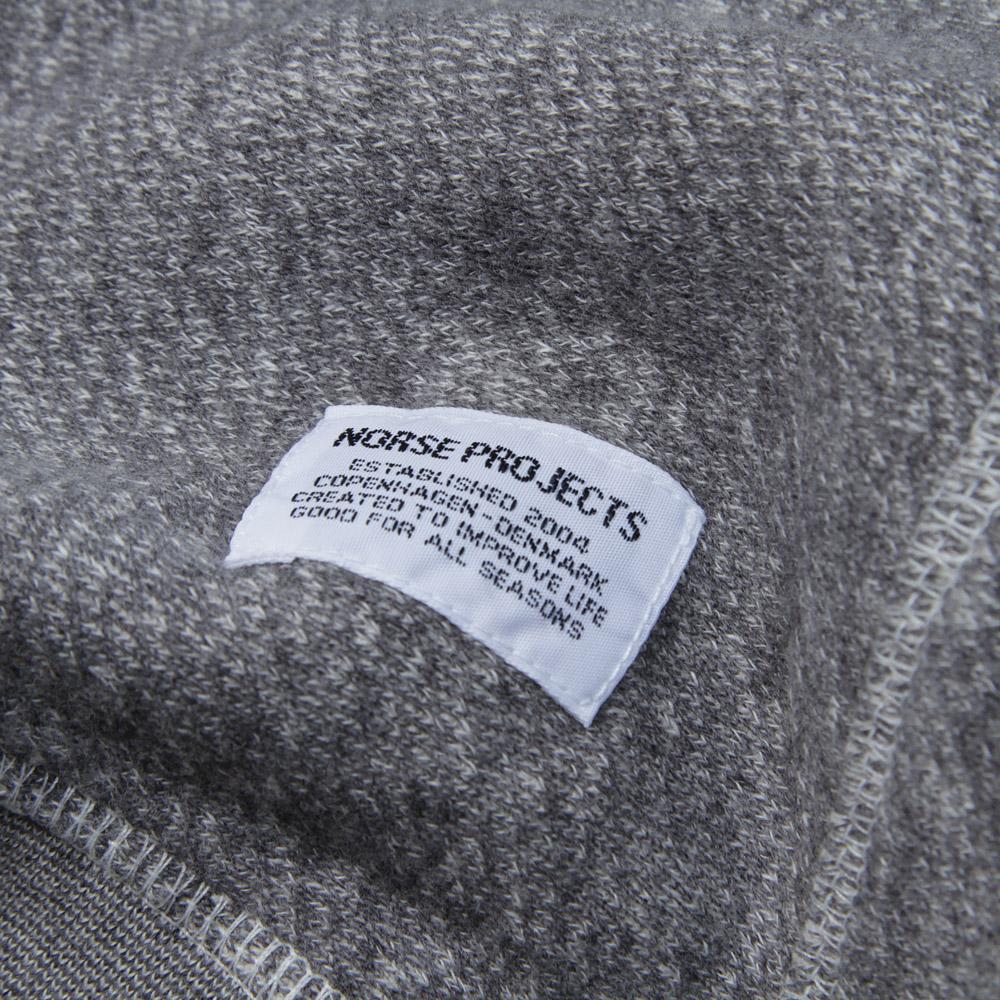 NORSE PROJECTS
ESTABLISHED 2004
COPENHAGEN-DENMARK
CREATED TO IMPROVE LIFE
GOOD FOR ALL SEASONS